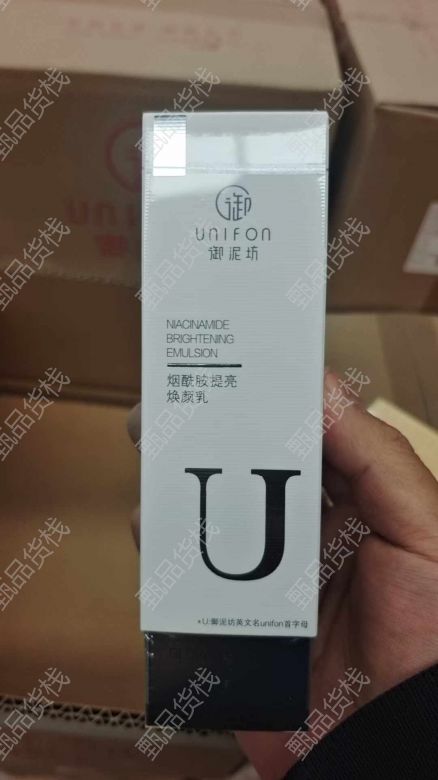 御
UNIFON
御泥坊
NIACINAMIDE
BRIGHTENING
EMULSION
烟酰胺提亮
焕颜乳
U
*U:御泥坊英文名unifon首字母
甄品货栈